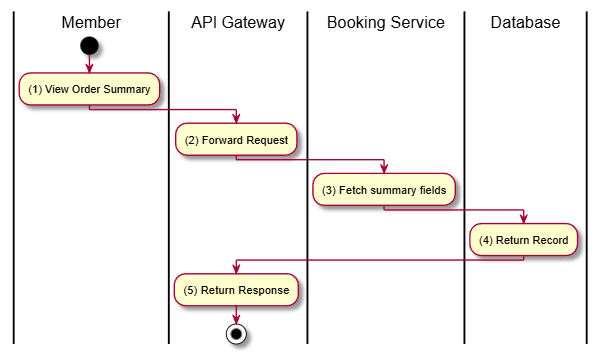 Member
API Gateway
Booking Service
Database
(1) View Order Summary
(2) Forward Request
(3) Fetch summary fields
(4) Return Record
(5) Return Response